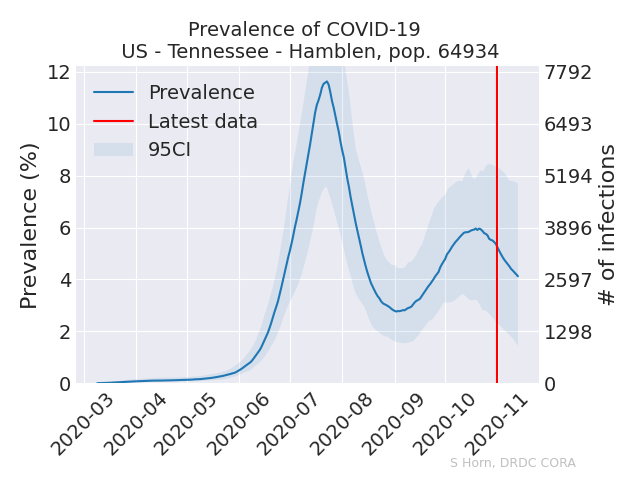 Prevalence of COVID-19
US - Tennessee - Hamblen, pop. 64934
Prevalence
Latest data
95CI
Prevalence (%)
12
10
8
6
4
2
0
7792
6493
5194
3896
2597
1298
0
# of infections
2020-03
2020-04
2020-05
2020-06
2020-07
2020-08
2020-09
2020-10
2020-11
S Horn, DRDC CORA